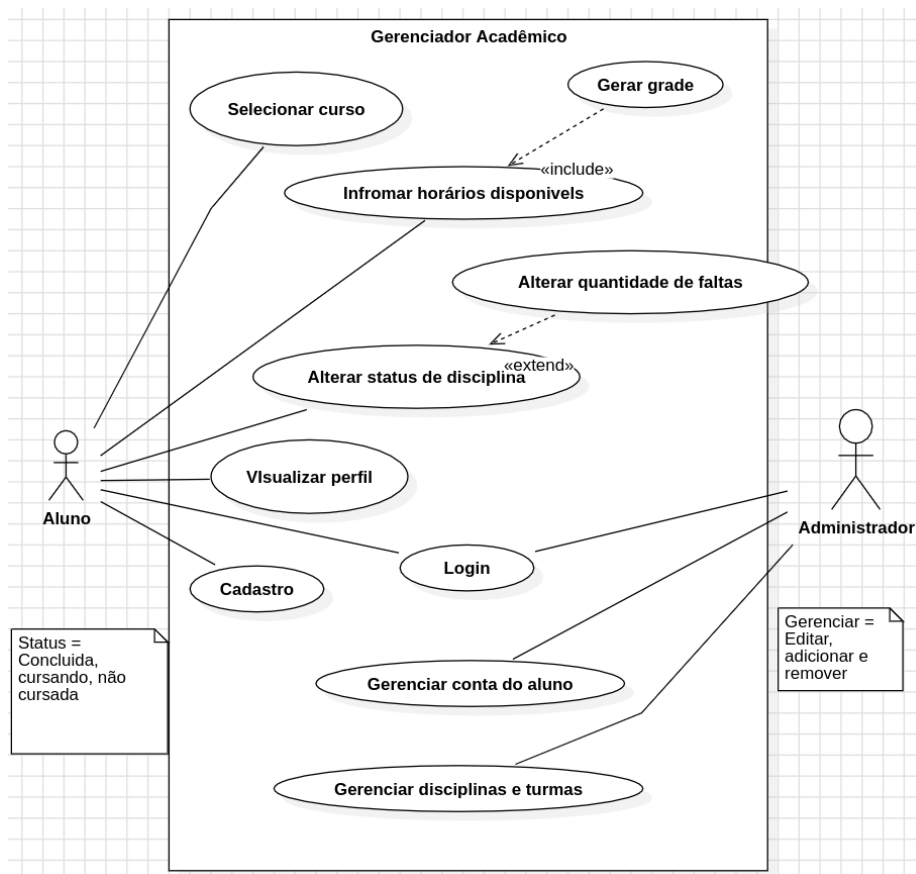 Gerenciador Acadêmico
Gerar grade
Selecionar curso
«include»
Infromar horários disponivels
Alterar quantidade de faltas
«extend»
Alterar status de disciplina
VIsualizar perfil
Aluno
Administrador
Login
Cadastro
Status =
Concluida,
cursando, não
cursada
Gerenciar =
Editar,
adicionar e
remover
Gerenciar conta do aluno
Gerenciar disciplinas e turmas